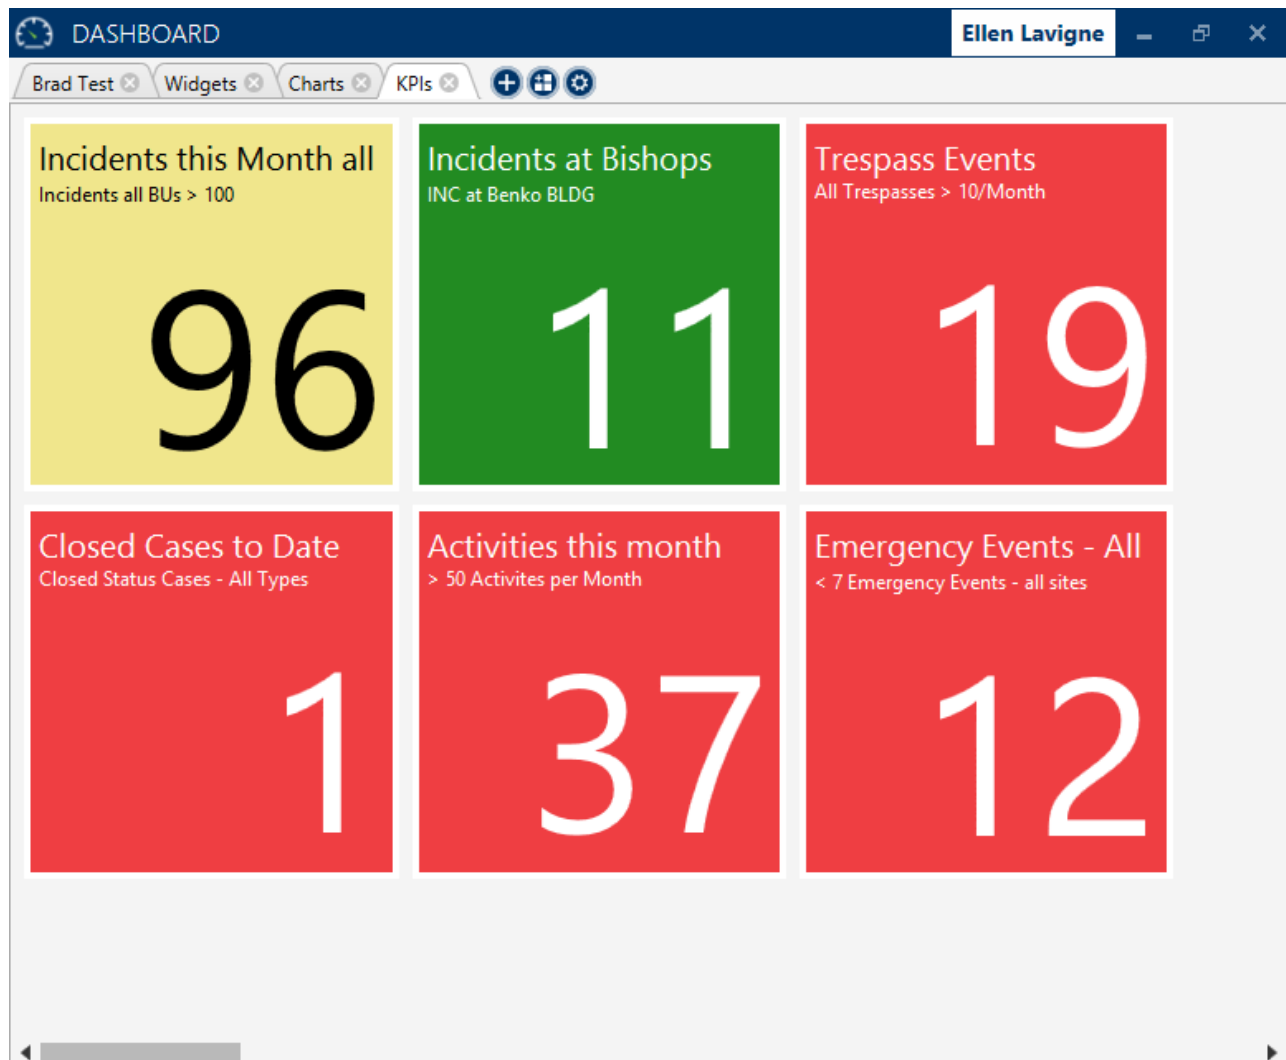 DASHBOARD
Ellen Lavigne
Brad Test
Widgets
Charts
KPIs
Incidents this Month all
Incidents all BUs > 100
96
Incidents at Bishops
INC at Benko BLDG
11
Trespass Events
All Trespasses > 10/Month
19
Closed Cases to Date
Closed Status Cases - All Types
1
Activities this month
> 50 Activites per Month
37
Emergency Events - All
< 7 Emergency Events - all sites
12